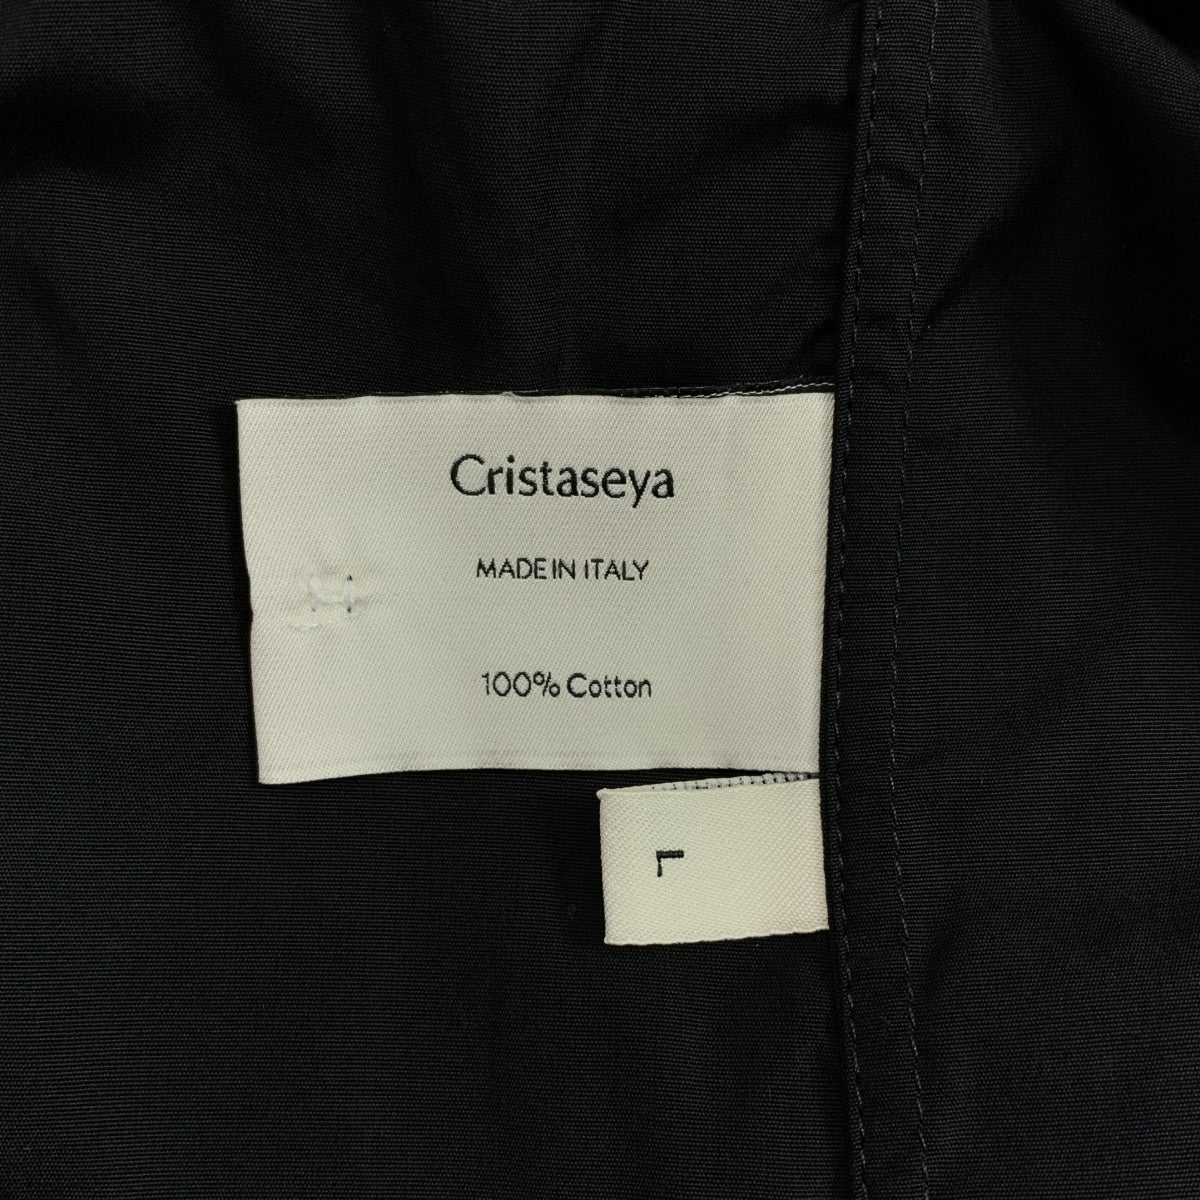 Cristaseya
MADE IN ITALY
100% Cotton
L